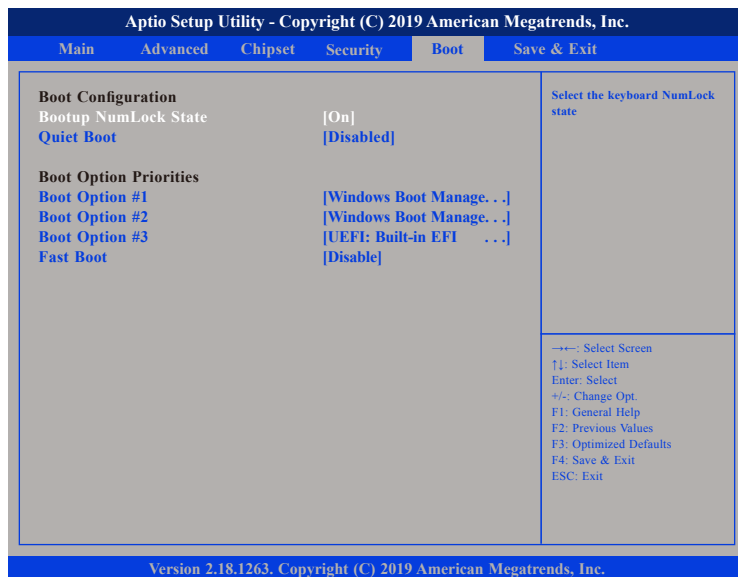 Aptio Setup Utility - Copyright (C) 2019 American Megatrends, Inc.
Main Advanced Chipset Security Boot Save & Exit
Boot Configuration
Bootup NumLock State [On]
Quiet Boot [Disabled]
Boot Option Priorities
Boot Option #1 [Windows Boot Manage. . .]
Boot Option #2 [Windows Boot Manage. . .]
Boot Option #3 [UEFI: Built-in EFI . . .]
Fast Boot [Disable]
Select the keyboard NumLock
state
→←: Select Screen
↑↓: Select Item
Enter: Select
+/-: Change Opt.
F1: General Help
F2: Previous Values
F3: Optimized Defaults
F4: Save & Exit
ESC: Exit
Version 2.18.1263. Copyright (C) 2019 American Megatrends, Inc.